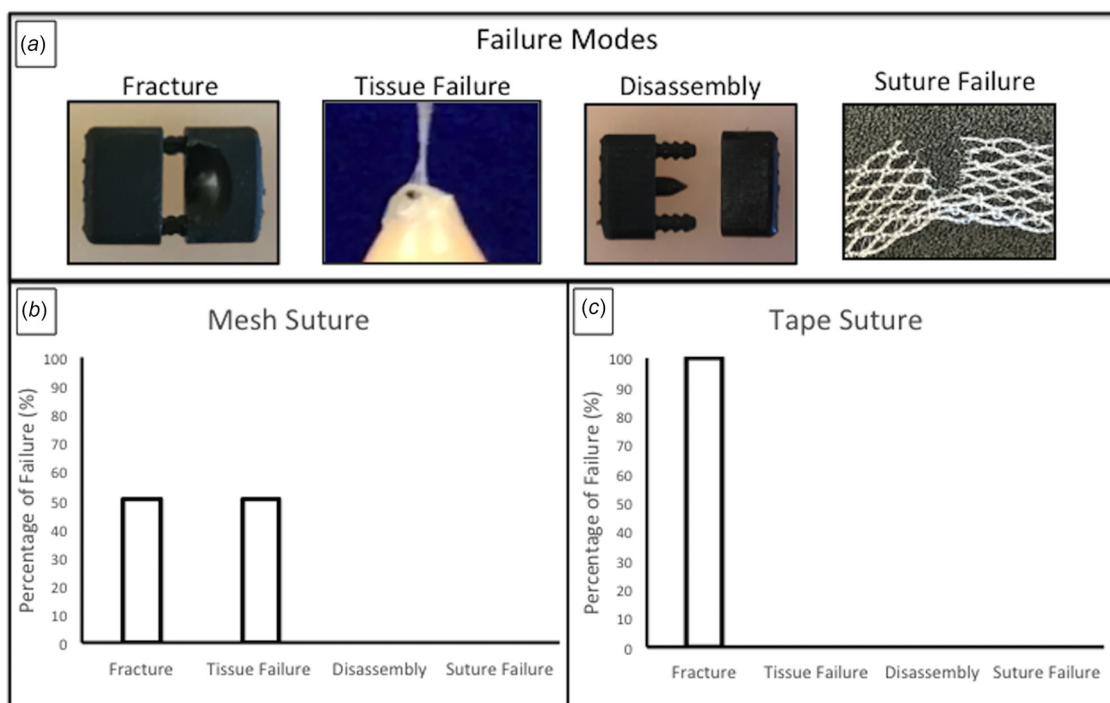 (a)
Failure Modes
Fracture
Tissue Failure
Disassembly
Suture Failure
(b)
Mesh Suture
Percentage of Failure (%)
100
90
80
70
60
50
40
30
20
10
0
Fracture
Tissue Failure
Disassembly
Suture Failure
(c)
Tape Suture
Percentage of Failure (%)
100
90
80
70
60
50
40
30
20
10
0
Fracture
Tissue Failure
Disassembly
Suture Failure